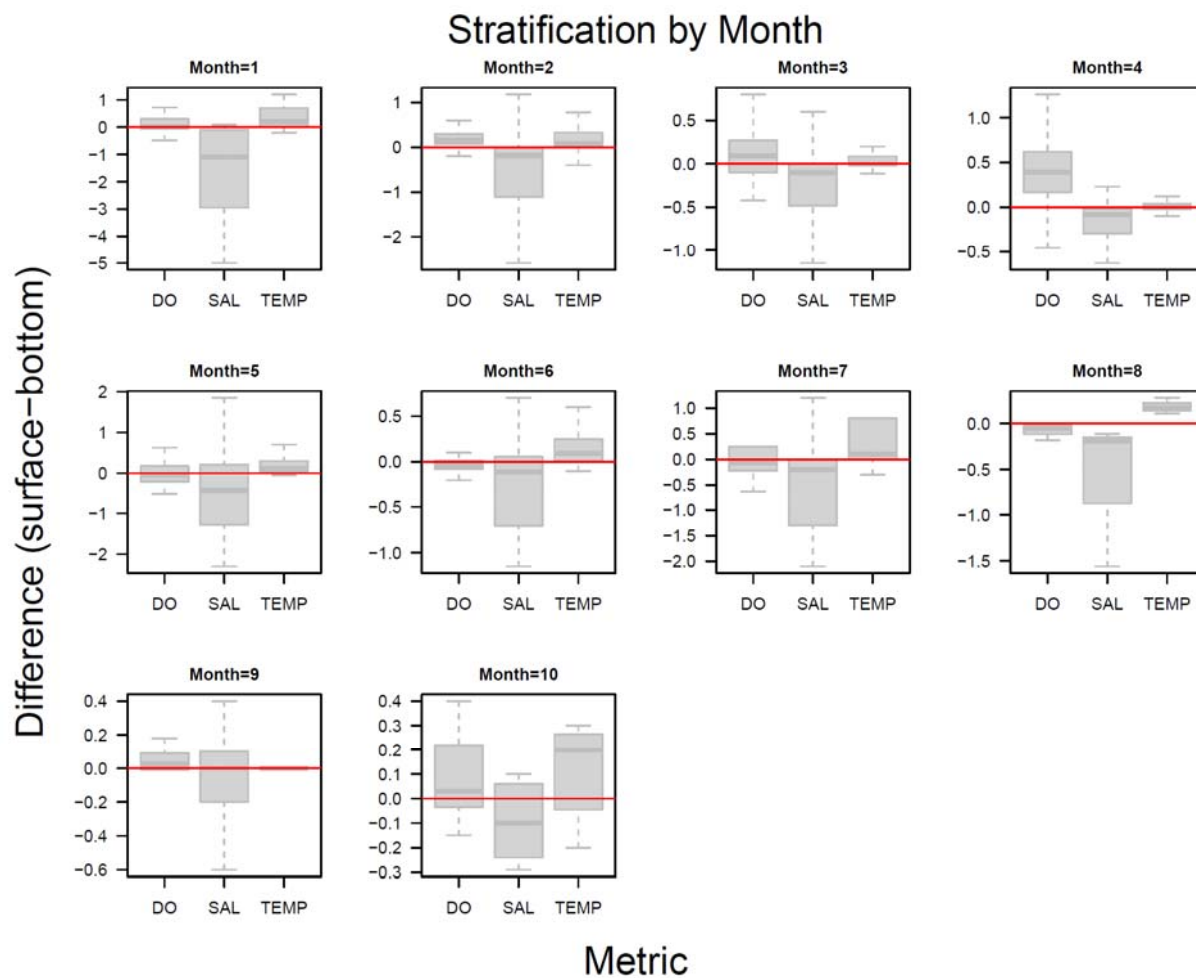 Stratification by Month
Month=1
Month=2
Month=3
Month=4
1
0
−1
−2
−3
−4
−5
DO SAL TEMP
1
0
−2
DO SAL TEMP
0.5
0.0
−0.5
−1.0
DO SAL TEMP
1.0
0.5
0.0
−0.5
DO SAL TEMP
Difference (surface−bottom)
Month=5
Month=6
Month=7
Month=8
2
1
0
−1
−2
DO SAL TEMP
0.5
0.0
−1.0
DO SAL TEMP
1.0
0.5
0.0
−0.5
−1.0
−1.5
−2.0
DO SAL TEMP
0.0
−0.5
−1.0
−1.5
DO SAL TEMP
Month=9
Month=10
0.4
0.2
0.0
−0.2
−0.4
−0.6
DO SAL TEMP
0.4
0.3
0.2
0.1
0.0
−0.1
−0.2
−0.3
DO SAL TEMP
Metric